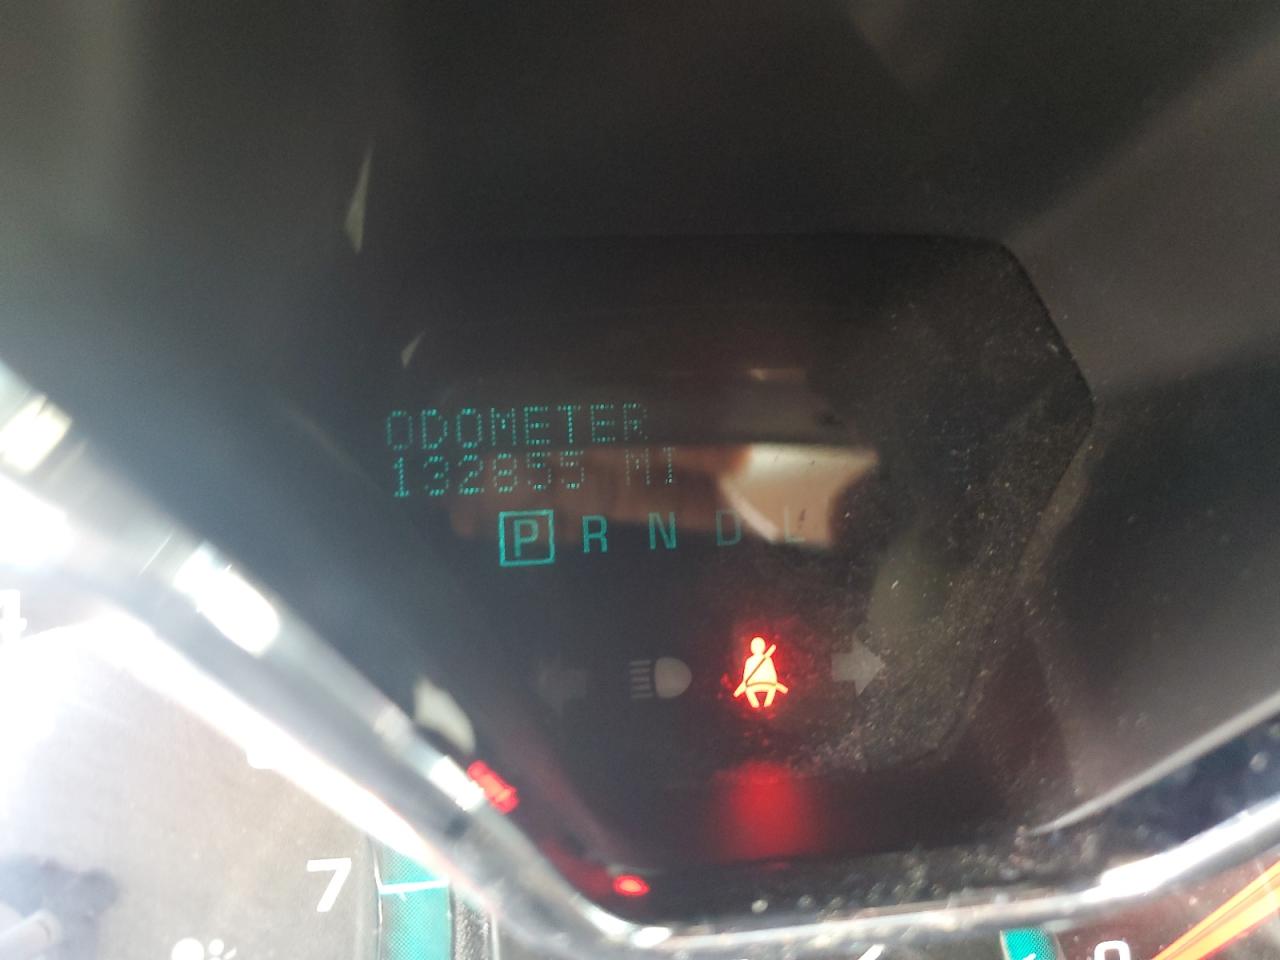 ODOMETER
132855 MI
P R N D L
7